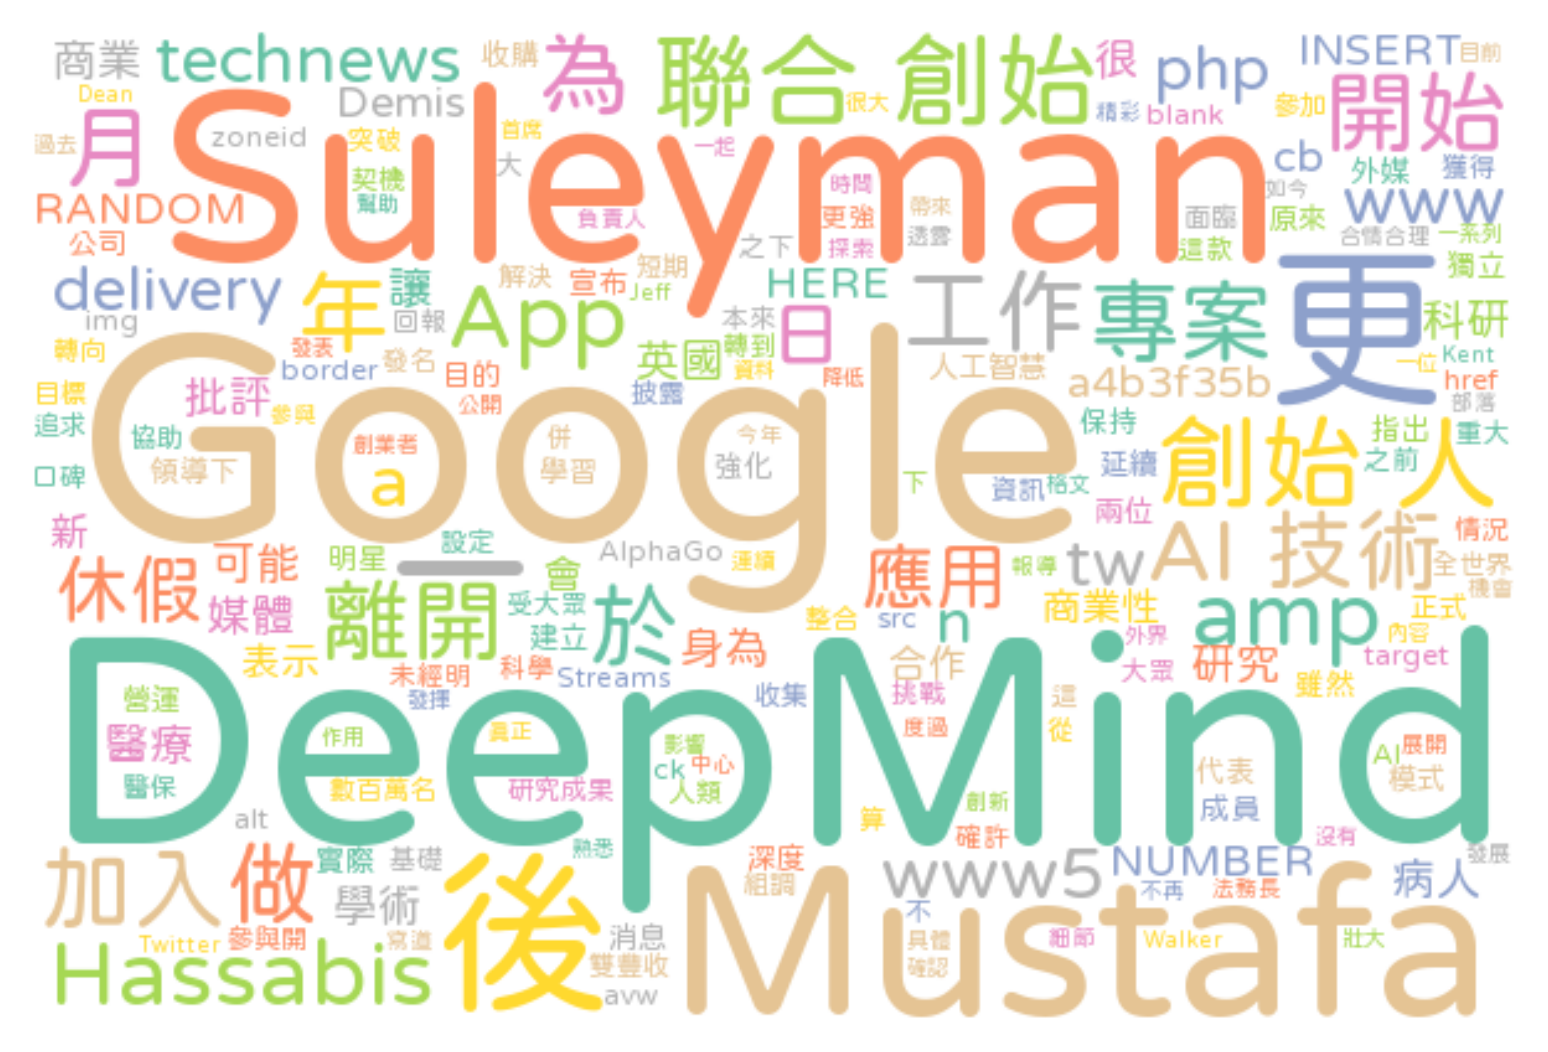 商業 technews 收購 為 聯合創始 很 php INSERT 目前
Dean Demis 很大 精彩 blank 參加 開始
過去 月 zoneid 突破 首席 一起 cb 外媒 獲得
Suleyman
大 契機 時間 如今
RANDOM 幫助 負責人 更強 帶來 面臨 原來 www
公司 之下 探索 透露 這款 合情合理 一系列
delivery 年 讓 解決 宣布 短期 HERE 工作 專案 更 獨立
img 回報 App Jeff 本來 日 科研
轉向 發表 發名 英國 轉到 人工智慧 一位 Kent
border 目的 資料 降低 a4b3f35b href
目標 批評 公開 披露 部落
Google
追求 協助 參與 創業者 併 今年 保持 創始人 指出 重大
口碑 領導下 a 學習 強化 下 資訊 格文 延續 之前
新 設定 兩位 AI 技術 情況
休假 可能 明星 一 會 AlphaGo 連續 應用 報導 tw 全世界
媒體 離開 受大眾 於 整合 src n 商業性 amp 正式 機會
表示 建立 身為 合作 外界 研究 內容 target
未經明 科學 Streams 收集 挑戰 這 大眾 雖然
DeepMind
營運 發揮 度過 從
醫療 作用 真正 影響 ck 中心 代表 AI 展開
醫保 數百萬名 研究成果 人類 創新 成員 模式
alt 算 確許 沒有
加入 做 實際 基礎 熟悉 深度 www5 NUMBER 發展
學術 後 組調 不再 法務長 病人
Mustafa
Hassabis Twitter 參與開 寫道 消息 不 具體 細節 Walker 壯大
雙豐收 確認
avw